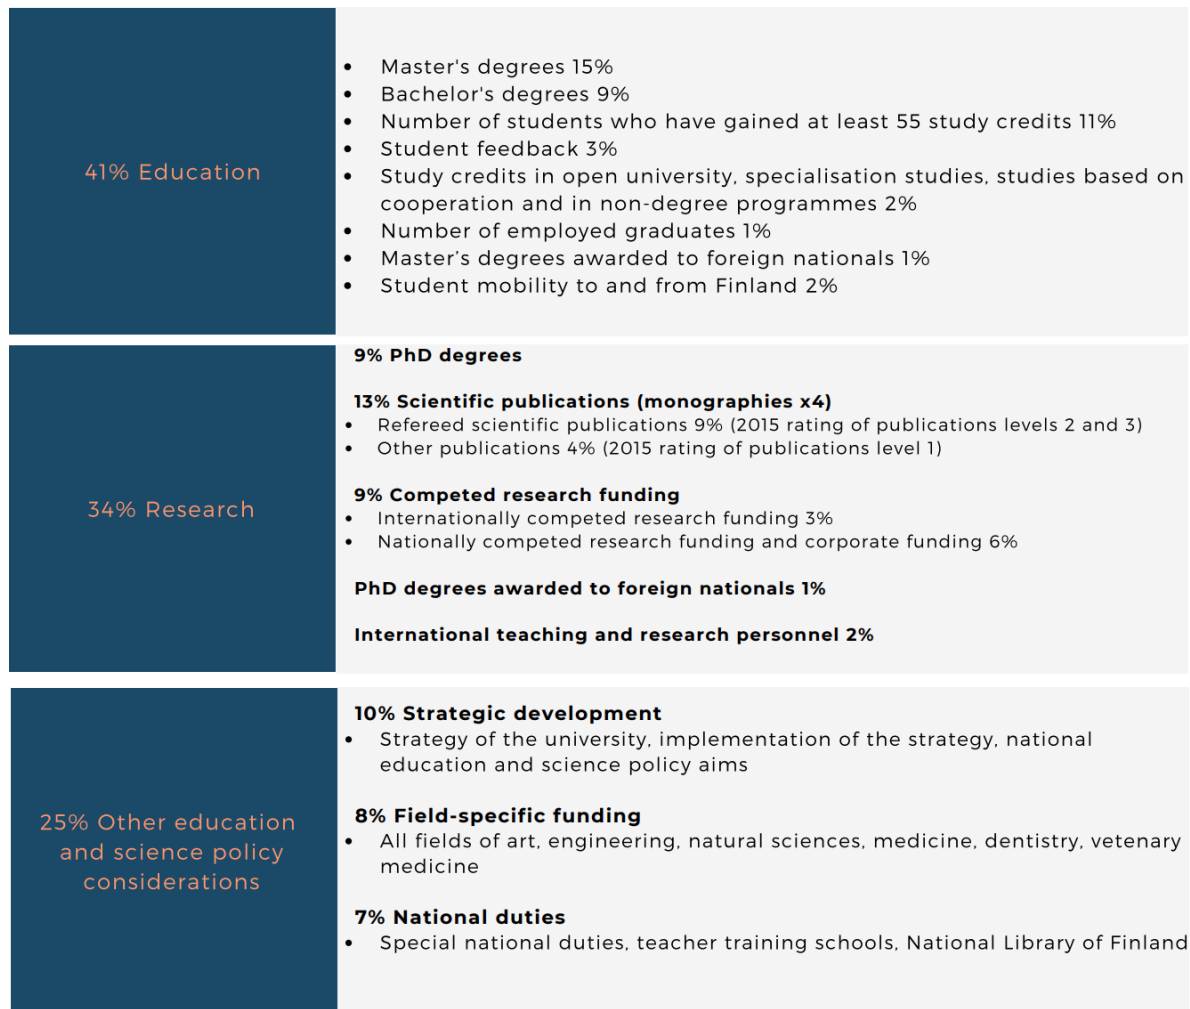 41% Education
• Master's degrees 15%
• Bachelor's degrees 9%
• Number of students who have gained at least 55 study credits 11%
• Student feedback 3%
• Study credits in open university, specialisation studies, studies based on
cooperation and in non-degree programmes 2%
• Number of employed graduates 1%
• Master’s degrees awarded to foreign nationals 1%
• Student mobility to and from Finland 2%
34% Research
9% PhD degrees
13% Scientific publications (monographies x4)
• Refereed scientific publications 9% (2015 rating of publications levels 2 and 3)
• Other publications 4% (2015 rating of publications level 1)
9% Competed research funding
• Internationally competed research funding 3%
• Nationally competed research funding and corporate funding 6%
PhD degrees awarded to foreign nationals 1%
International teaching and research personnel 2%
25% Other education
and science policy
considerations
10% Strategic development
• Strategy of the university, implementation of the strategy, national
education and science policy aims
8% Field-specific funding
• All fields of art, engineering, natural sciences, medicine, dentistry, vetenary
medicine
7% National duties
• Special national duties, teacher training schools, National Library of Finland